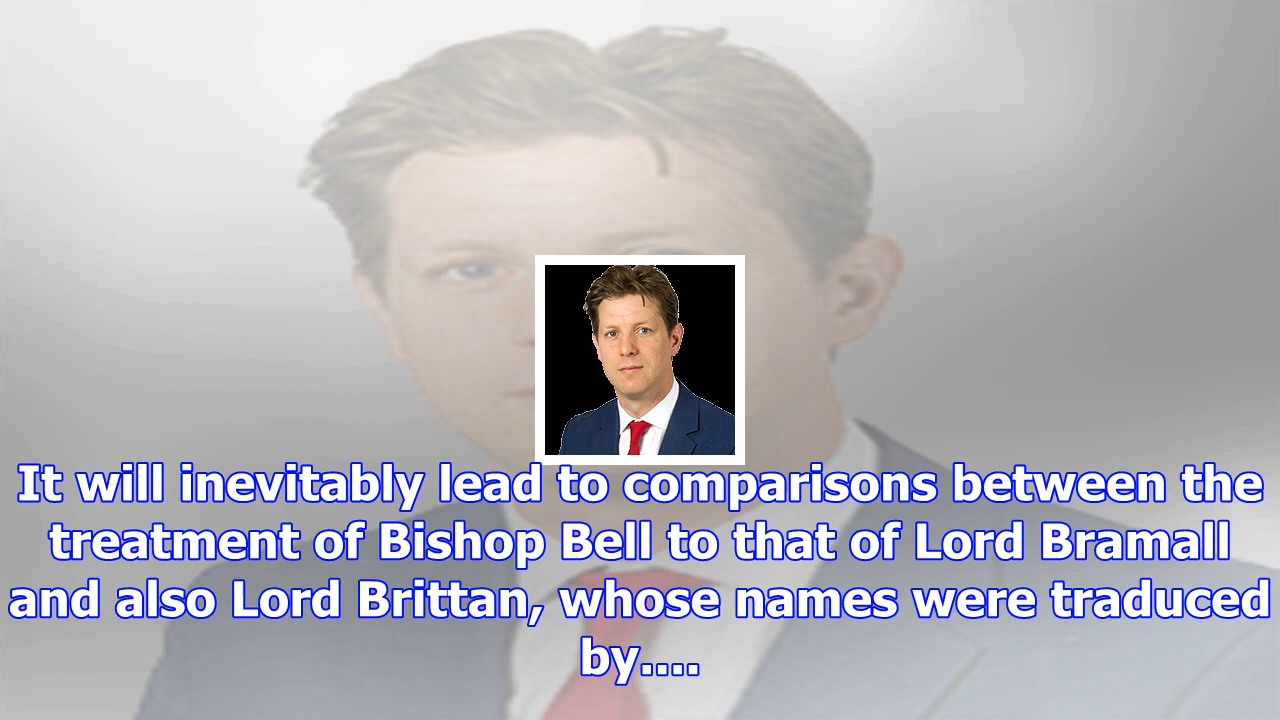 It will inevitably lead to comparisons between the
treatment of Bishop Bell to that of Lord Bramall
and also Lord Brittan, whose names were traduced
by....